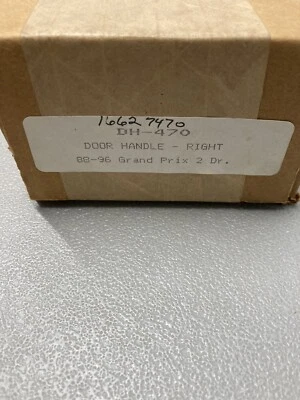 16627470
DH-470
DOOR HANDLE - RIGHT
88-96 Grand Prix 2 Dr.